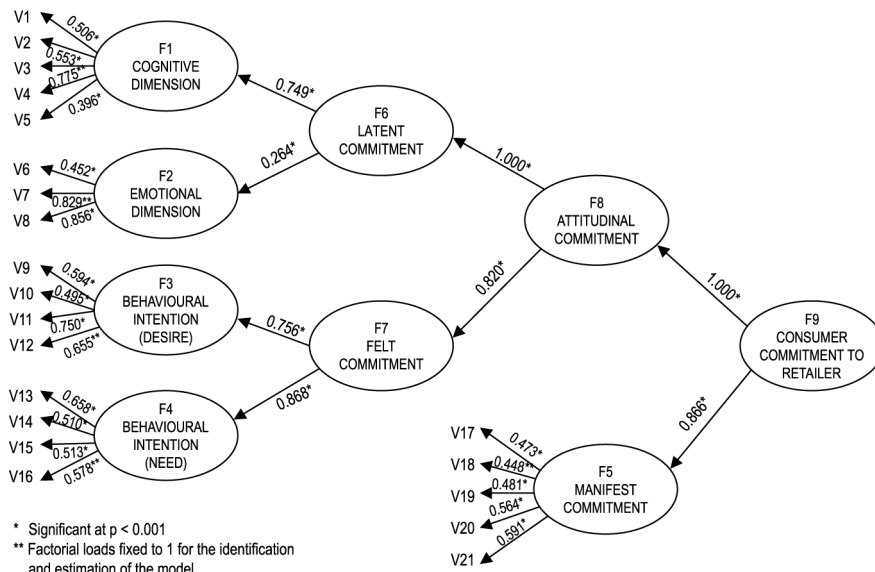 V1
V2
V3
V4
V5
0.506*
0.553*
0.775**
0.396*
F1
COGNITIVE
DIMENSION
0.749*
F6
LATENT
COMMITMENT
V6
V7
V8
0.452*
0.829**
0.856*
F2
EMOTIONAL
DIMENSION
0.264*
1.000*
F8
ATTITUDINAL
COMMITMENT
V9
V10
V11
V12
0.594*
0.495*
0.750*
0.655**
F3
BEHAVIOURAL
INTENTION
(DESIRE)
0.756*
F7
FELT
COMMITMENT
0.820*
1.000*
F9
CONSUMER
COMMITMENT TO
RETAILER
V13
V14
V15
V16
0.658*
0.510*
0.513*
0.578**
F4
BEHAVIOURAL
INTENTION
(NEED)
0.868*
0.866*
V17
V18
V19
V20
V21
0.473*
0.448**
0.481*
0.564*
0.591*
F5
MANIFEST
COMMITMENT
* Significant at p < 0.001
** Factorial loads fixed to 1 for the identification
and estimation of the model